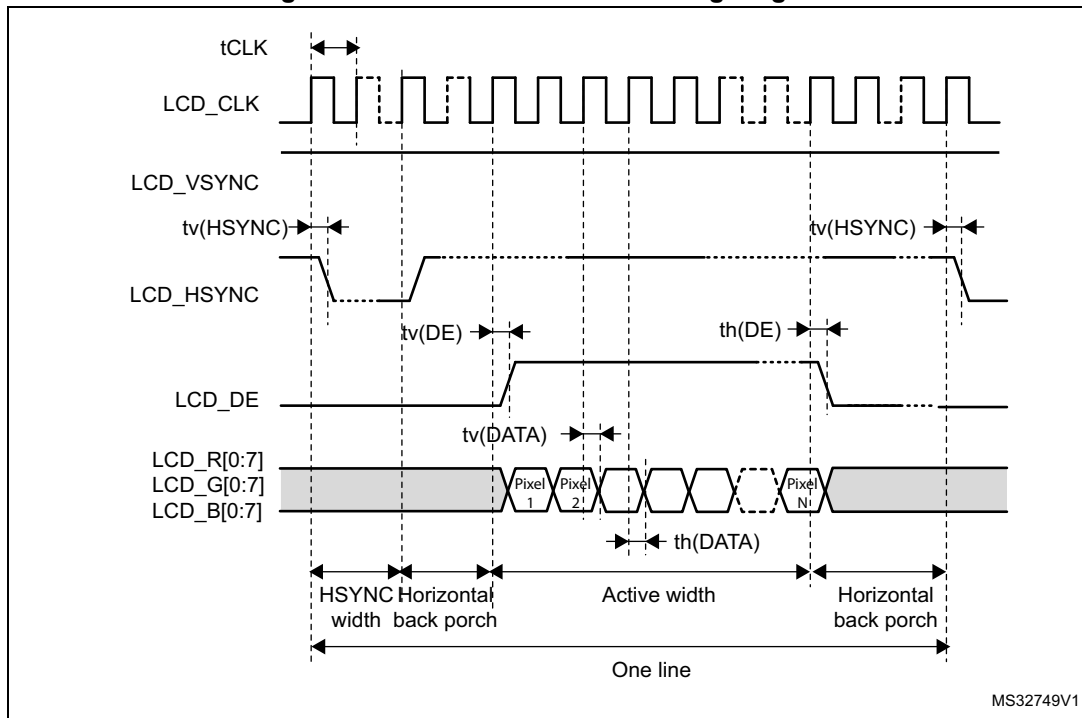 tCLK
LCD_CLK
LCD_VSYNC
tv(HSYNC)
tv(HSYNC)
LCD_HSYNC
tv(DE)
th(DE)
LCD_DE
tv(DATA)
LCD_R[0:7]
LCD_G[0:7]
LCD_B[0:7]
Pixel
1
Pixel
2
Pixel
N
th(DATA)
HSYNC
width
Horizontal
back porch
Active width
Horizontal
back porch
One line
MS32749V1